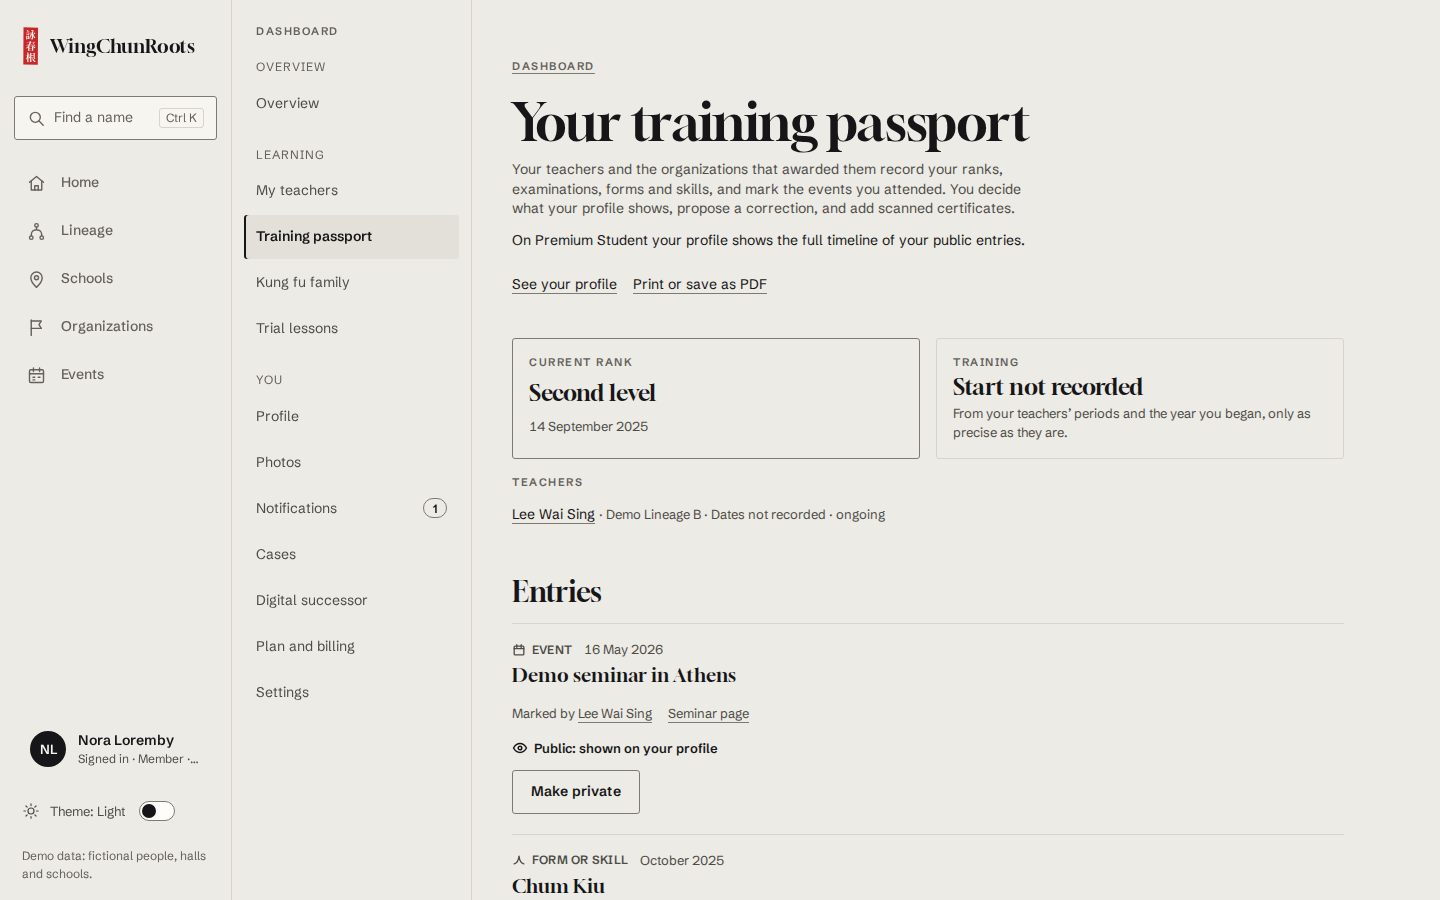 詠春根
WingChunRoots
Find a name
Ctrl K
Home
Lineage
Schools
Organizations
Events
NL
Nora Loremby
Signed in · Member ·…
Theme: Light
Demo data: fictional people, halls
and schools.
DASHBOARD
OVERVIEW
Overview
LEARNING
My teachers
Training passport
Kung fu family
Trial lessons
YOU
Profile
Photos
Notifications
1
Cases
Digital successor
Plan and billing
Settings
DASHBOARD
Your training passport
Your teachers and the organizations that awarded them record your ranks,
examinations, forms and skills, and mark the events you attended. You decide
what your profile shows, propose a correction, and add scanned certificates.
On Premium Student your profile shows the full timeline of your public entries.
See your profile Print or save as PDF
CURRENT RANK
Second level
14 September 2025
TRAINING
Start not recorded
From your teachers’ periods and the year you began, only as
precise as they are.
TEACHERS
Lee Wai Sing · Demo Lineage B · Dates not recorded · ongoing
Entries
EVENT 16 May 2026
Demo seminar in Athens
Marked by Lee Wai Sing Seminar page
Public: shown on your profile
Make private
FORM OR SKILL October 2025
Chum Kiu